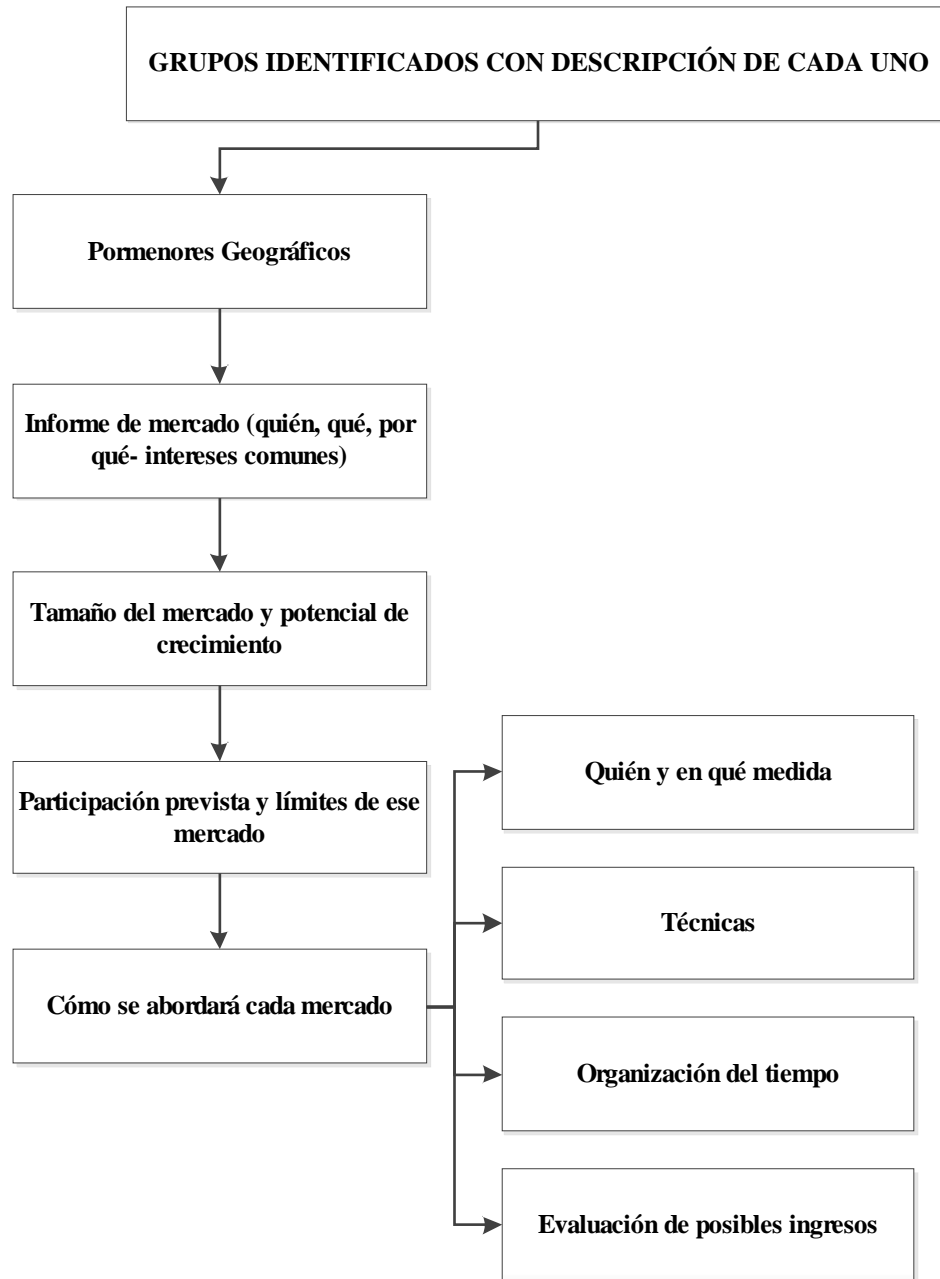 GRUPOS IDENTIFICADOS CON DESCRIPCIÓN DE CADA UNO
Pormenores Geográficos
Informe de mercado (quién, qué, por
qué- intereses comunes)
Tamaño del mercado y potencial de
crecimiento
Participación prevista y límites de ese
mercado
Cómo se abordará cada mercado
Quién y en qué medida
Técnicas
Organización del tiempo
Evaluación de posibles ingresos